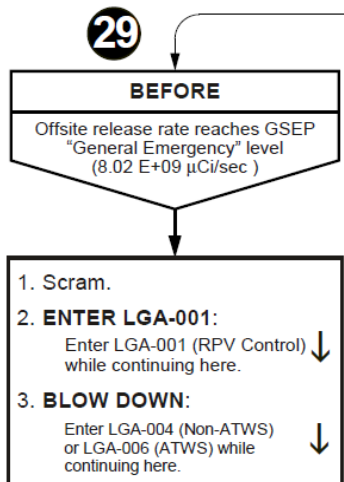 29
BEFORE
Offsite release rate reaches GSEP
“General Emergency” level
(8.02 E+09 μCi/sec )
1. Scram.
2. ENTER LGA-001:
Enter LGA-001 (RPV Control)
while continuing here.
3. BLOW DOWN:
Enter LGA-004 (Non-ATWS)
or LGA-006 (ATWS) while
continuing here.